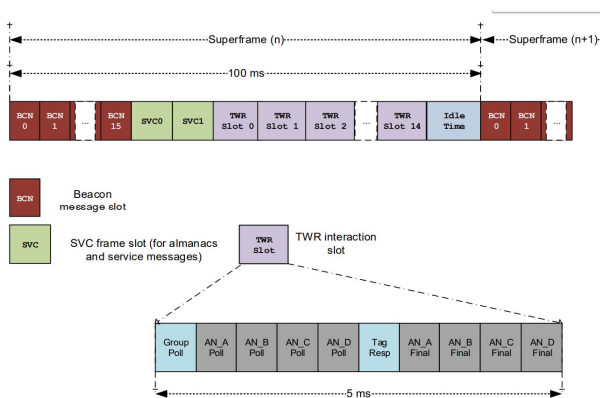 Superframe (n)
Superframe (n+1)
100 ms
BCN 0
BCN 1
...
BCN 15
SVC0
SVC1
TWR Slot 0
TWR Slot 1
TWR Slot 2
...
TWR Slot 14
Idle Time
BCN 0
BCN 1
...
BCN
Beacon message slot
SVC
SVC frame slot (for almanacs and service messages)
TWR Slot
TWR interaction slot
Group Poll
AN_A Poll
AN_B Poll
AN_C Poll
AN_D Poll
Tag Resp
AN_A Final
AN_B Final
AN_C Final
AN_D Final
5 ms